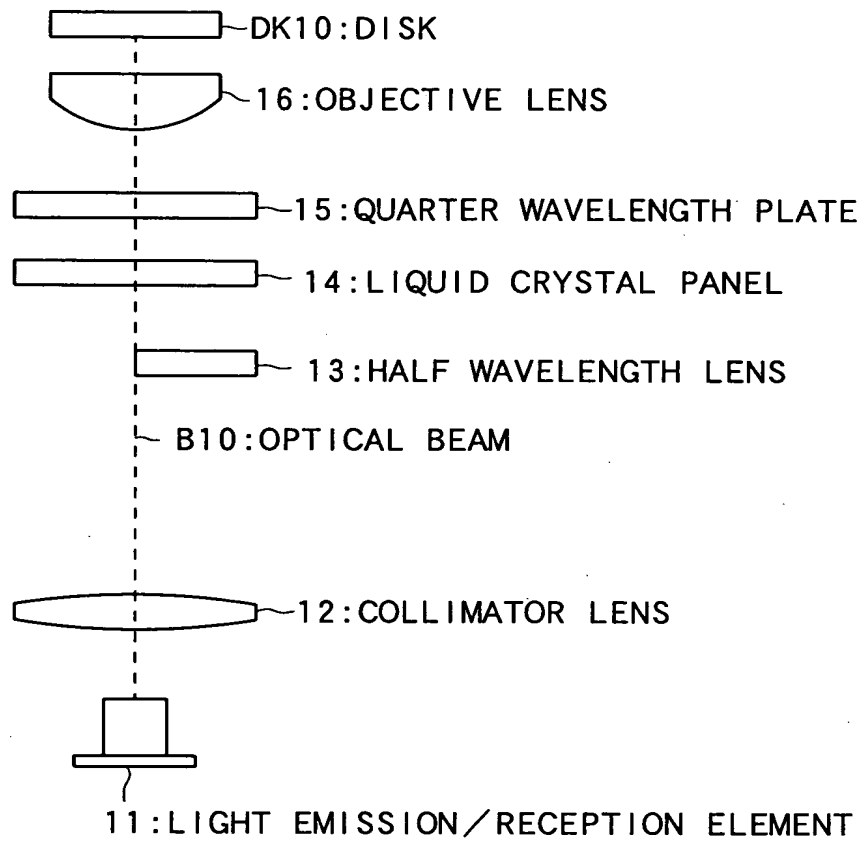 DK10:DISK
16:OBJECTIVE LENS
15:QUARTER WAVELENGTH PLATE
14:LIQUID CRYSTAL PANEL
13:HALF WAVELENGTH LENS
B10:OPTICAL BEAM
12:COLLIMATOR LENS
11:LIGHT EMISSION/RECEPTION ELEMENT